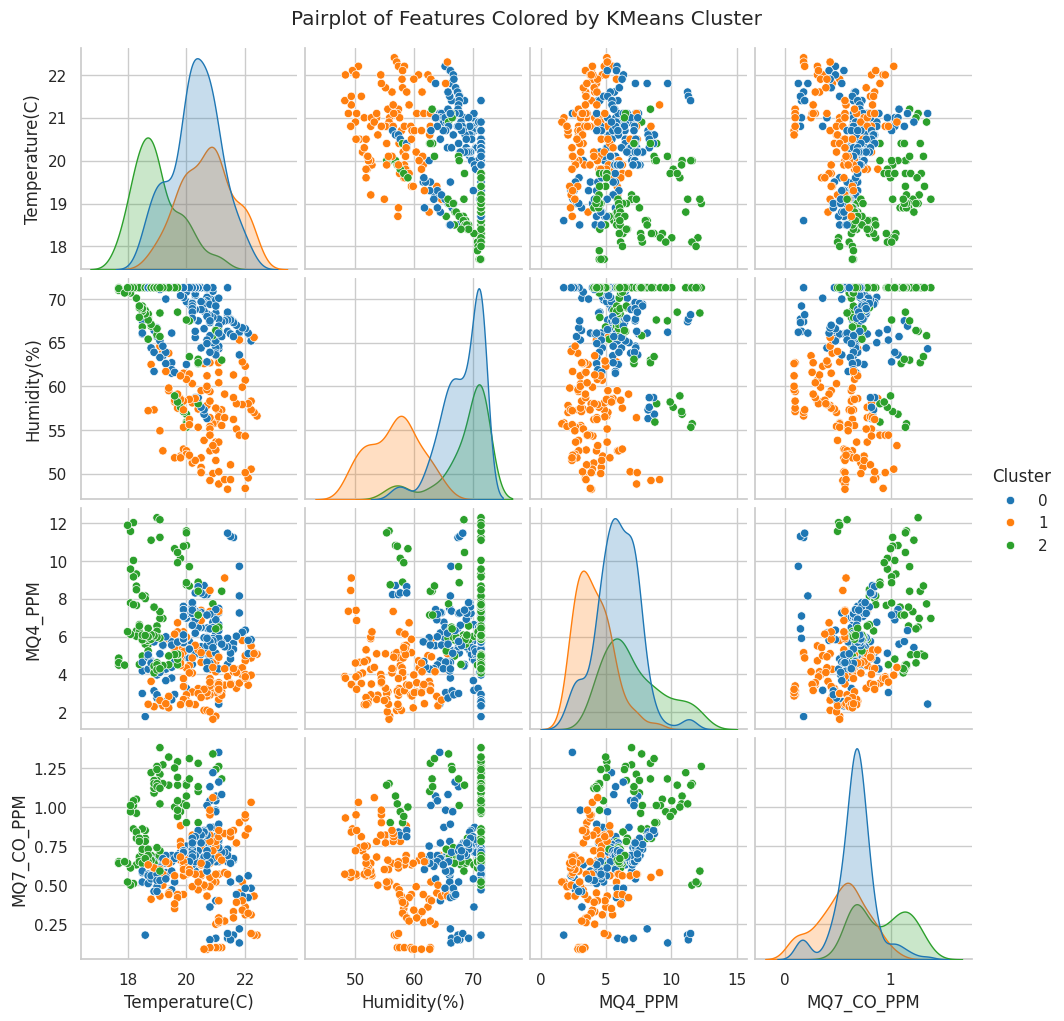 Pairplot of Features Colored by KMeans Cluster
Temperature(C)
22
21
20
19
18
Humidity(%)
70
65
60
55
50
MQ4_PPM
12
10
8
6
4
2
MQ7_CO_PPM
1.25
1.00
0.75
0.50
0.25
18 20 22
50 60 70
0 5 10 15
0 1
Temperature(C)
Humidity(%)
MQ4_PPM
MQ7_CO_PPM
Cluster
0
1
2